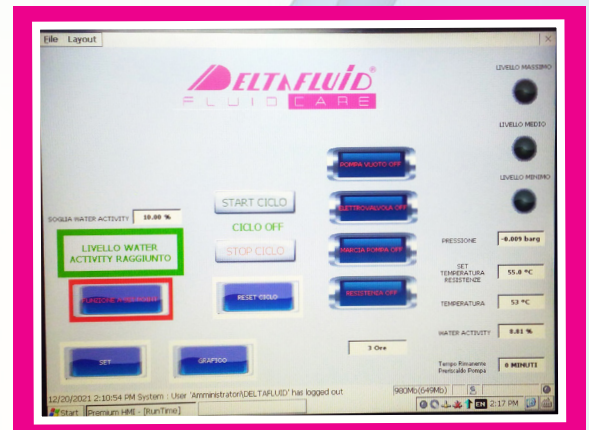 File Layout
DELTAFLUID®
FLUID CARE
LIVELLO MASSIMO
LIVELLO MEDIO
LIVELLO MINIMO
POMPA VUOTO OFF
START CICLO
ELETTROVALVOLA OFF
SOGLIA WATER ACTIVITY 10.00 %
CICLO OFF
LIVELLO WATER
ACTIVITY RAGGIUNTO
STOP CICLO
MARCIA POMPA OFF
PRESSIONE -0.009 barg
SET
TEMPERATURA
RESISTENZE
55.0 °C
RESET CICLO
RESISTENZA OFF
TEMPERATURA 53 °C
WATER ACTIVITY 0.01 %
3 Ore
SET
GRAFICO
Tempo Rimanente
Preriscaldo Pompa
0 MINUTI
12/20/2021 2:10:54 PM System : User 'Amministratori\DELTAFLUID' has logged out
980Mb(649Mb)
Start Premium HMI - [RunTime]
EN 2:17 PM